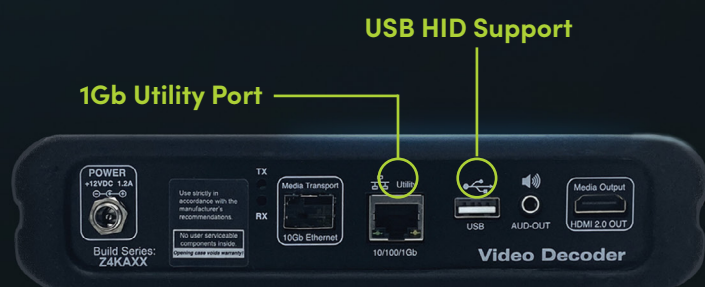 USB HID Support
1Gb Utility Port
POWER
+12VDC 1.2A
Build Series:
Z4KAXX
Use strictly in
accordance with the
manufacturer's
recommendations.
No user serviceable
components inside.
Opening case voids warranty!
TX
RX
Media Transport
10Gb Ethernet
Utility
10/100/1Gb
USB
AUD-OUT
Media Output
HDMI 2.0 OUT
Video Decoder